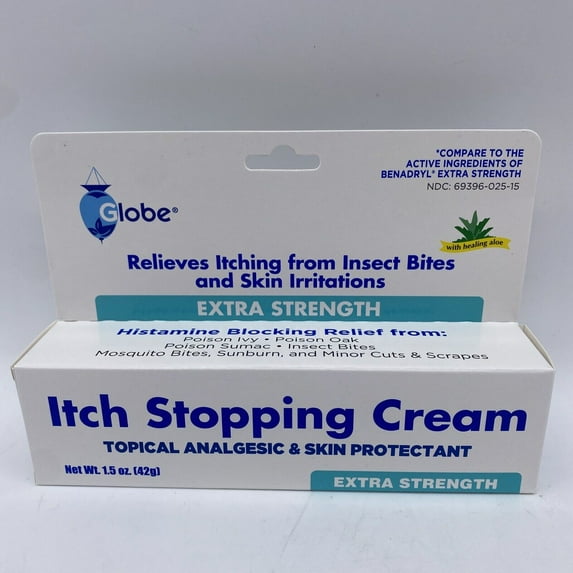 *COMPARE TO THE
ACTIVE INGREDIENTS OF
BENADRYL® EXTRA STRENGTH
NDC: 69396-025-15
Globe®
with healing aloe
Relieves Itching from Insect Bites
and Skin Irritations
EXTRA STRENGTH
Histamine Blocking Relief from:
Poison Ivy • Poison Oak
Poison Sumac • Insect Bites
Mosquito Bites, Sunburn, and Minor Cuts & Scrapes
Itch Stopping Cream
TOPICAL ANALGESIC & SKIN PROTECTANT
Net Wt. 1.5 oz. (42g)
EXTRA STRENGTH